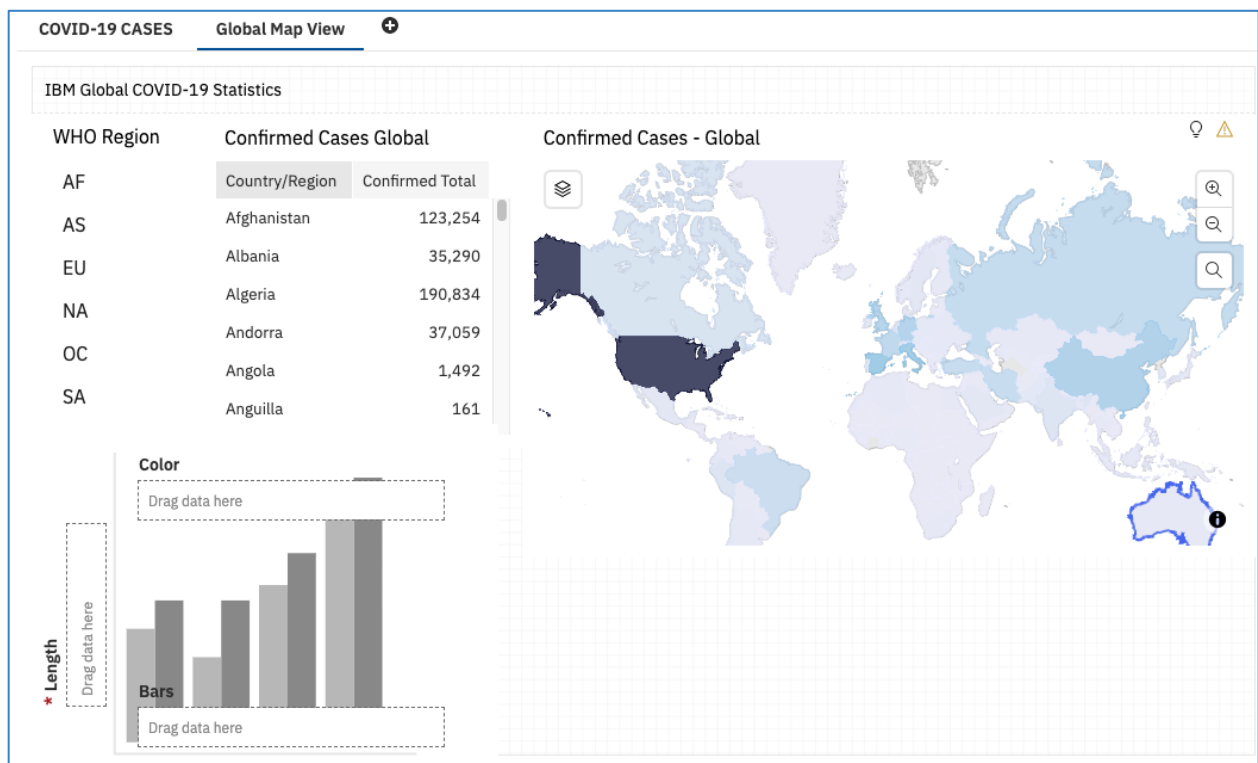 COVID-19 CASES Global Map View
IBM Global COVID-19 Statistics
WHO Region
AF
AS
EU
NA
OC
SA
Confirmed Cases Global
Country/Region Confirmed Total
Afghanistan 123,254
Albania 35,290
Algeria 190,834
Andorra 37,059
Angola 1,492
Anguilla 161
Confirmed Cases - Global
Color
Drag data here
* Length
Drag data here
Bars
Drag data here